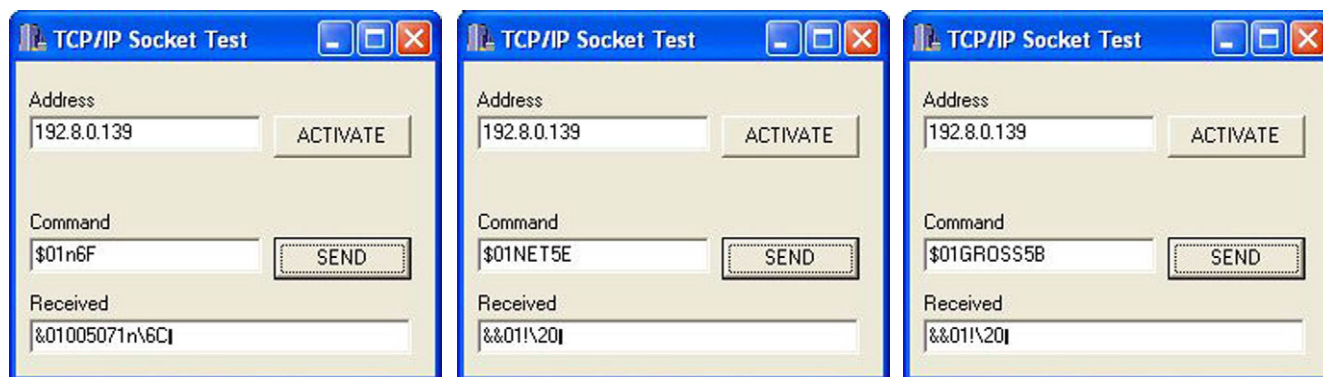 TCP/IP Socket Test
Address
192.8.0.139 ACTIVATE
Command
$01n6F SEND
Received
&01005071n\6C
TCP/IP Socket Test
Address
192.8.0.139 ACTIVATE
Command
$01NET5E SEND
Received
&&01!\20
TCP/IP Socket Test
Address
192.8.0.139 ACTIVATE
Command
$01GROSS5B SEND
Received
&&01!\20